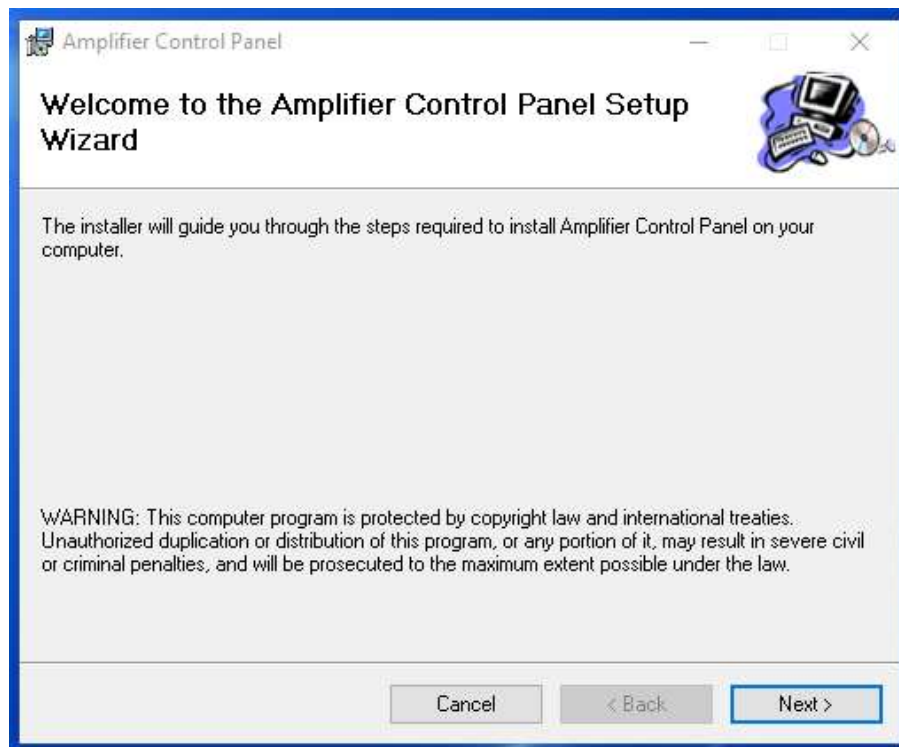 Amplifier Control Panel
Welcome to the Amplifier Control Panel Setup
Wizard
The installer will guide you through the steps required to install Amplifier Control Panel on your
computer.
WARNING: This computer program is protected by copyright law and international treaties.
Unauthorized duplication or distribution of this program, or any portion of it, may result in severe civil
or criminal penalties, and will be prosecuted to the maximum extent possible under the law.
Cancel
< Back
Next >